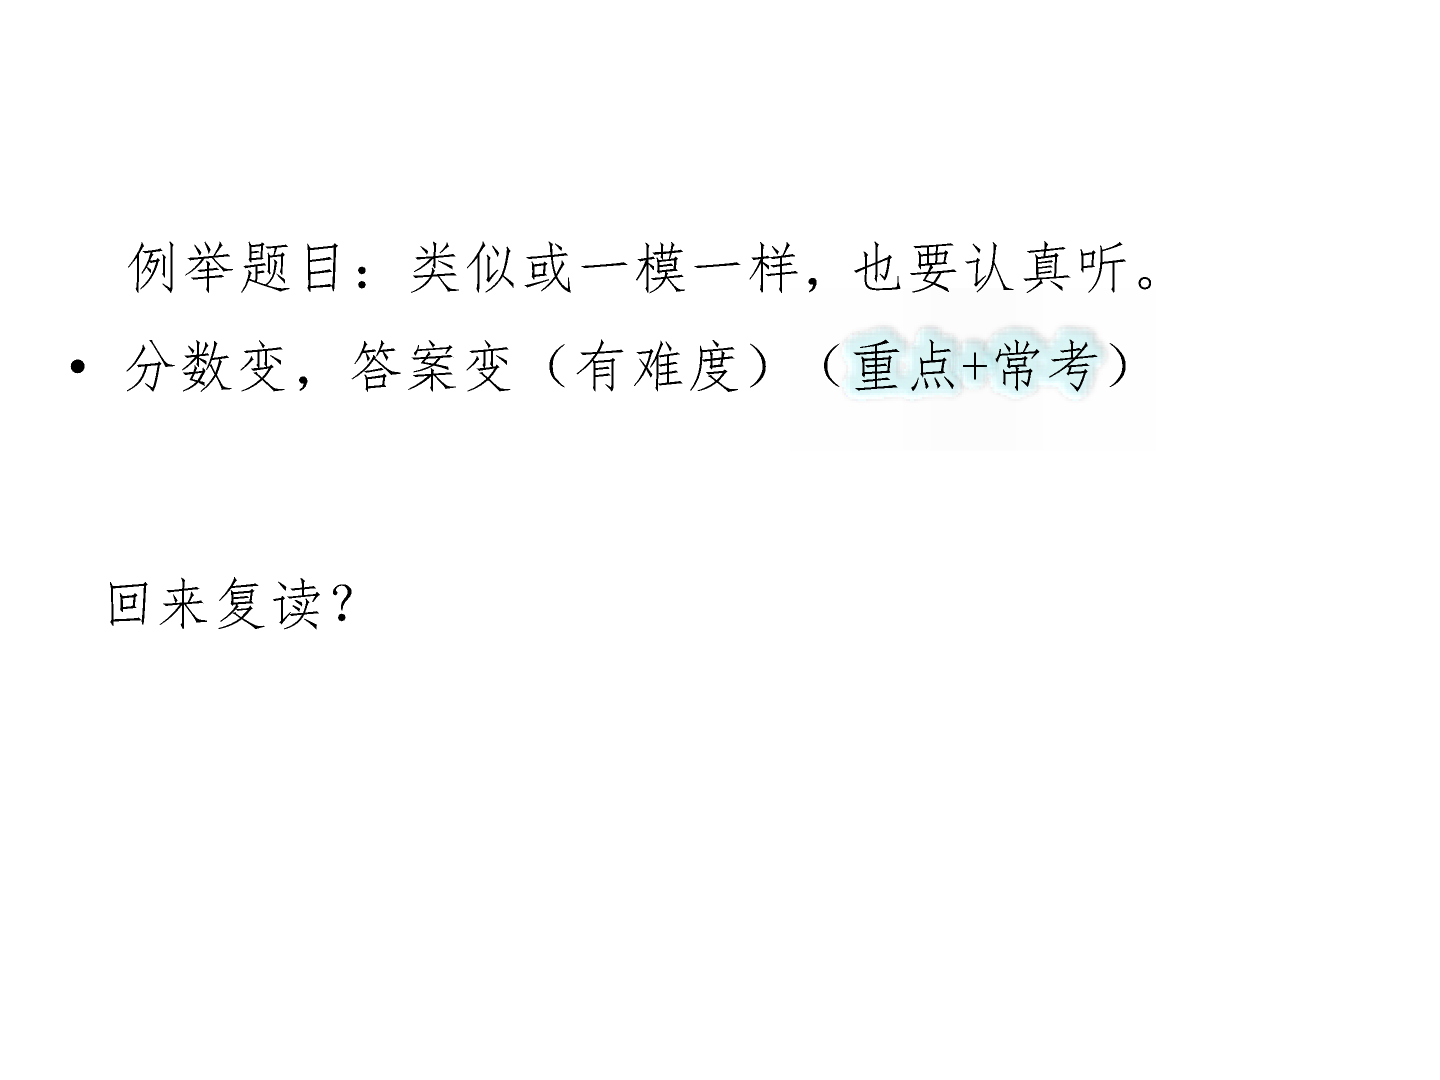 例举题目：类似或一模一样，也要认真听。
• 分数变，答案变（有难度）（重点+常考）
回来复读？